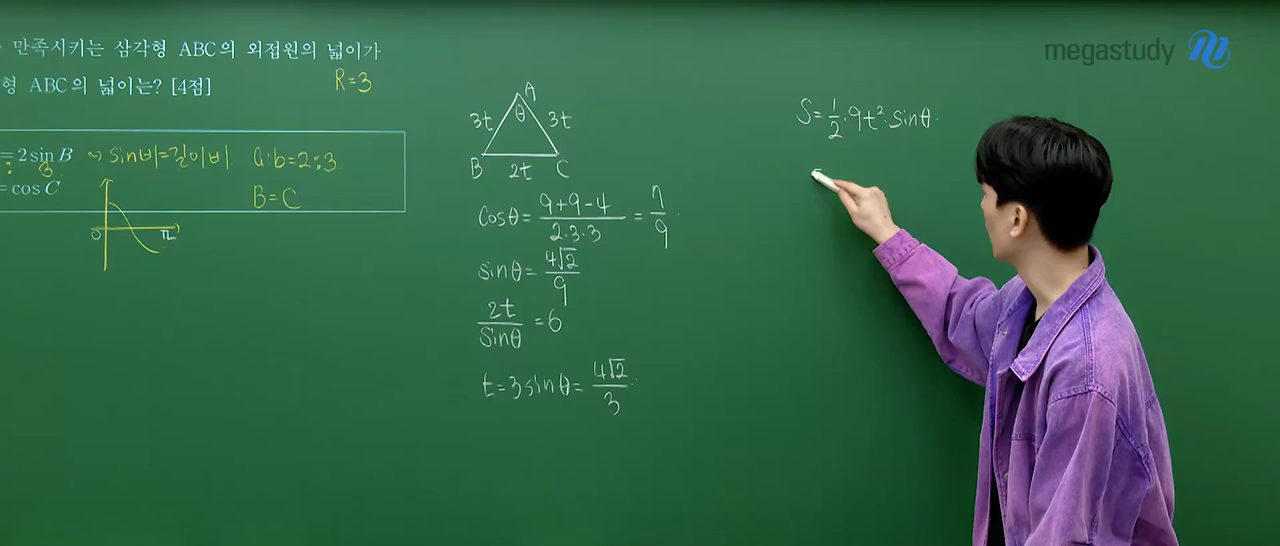 만족시키는 삼각형 ABC의 외접원의 넓이가
형 ABC의 넓이는? [4점]
R=3
=2sin B
: 3
~> sin비=길이비 a:b=2:3
=cos C
B=C
O π
A
θ
3t 3t
B 2t C
cosθ = (9+9-4)/(2·3·3) = 7/9
sinθ = 4√2/9
2t/sinθ = 6
t=3sinθ= 4√2/3
S= 1/2 · 9t² · sinθ
megastudy